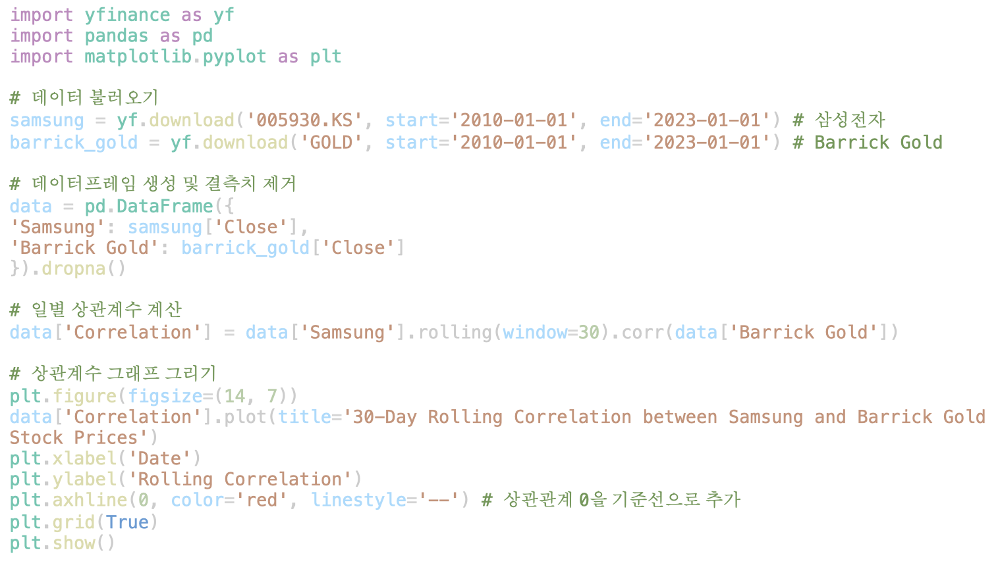 import yfinance as yf
import pandas as pd
import matplotlib.pyplot as plt
# 데이터 불러오기
samsung = yf.download('005930.KS', start='2010-01-01', end='2023-01-01') # 삼성전자
barrick_gold = yf.download('GOLD', start='2010-01-01', end='2023-01-01') # Barrick Gold
# 데이터프레임 생성 및 결측치 제거
data = pd.DataFrame({
'Samsung': samsung['Close'],
'Barrick Gold': barrick_gold['Close']
}).dropna()
# 일별 상관계수 계산
data['Correlation'] = data['Samsung'].rolling(window=30).corr(data['Barrick Gold'])
# 상관계수 그래프 그리기
plt.figure(figsize=(14, 7))
data['Correlation'].plot(title='30-Day Rolling Correlation between Samsung and Barrick Gold
Stock Prices')
plt.xlabel('Date')
plt.ylabel('Rolling Correlation')
plt.axhline(0, color='red', linestyle='--') # 상관관계 0을 기준선으로 추가
plt.grid(True)
plt.show()